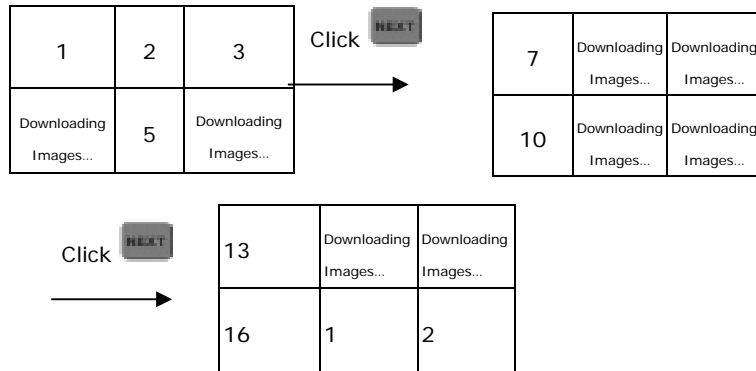 1 2 3
Downloading Images... 5 Downloading Images...
Click NEXT
7 Downloading Images... Downloading Images...
10 Downloading Images... Downloading Images...
Click NEXT
13 Downloading Images... Downloading Images...
16 1 2